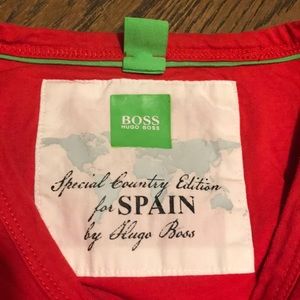 BOSS
HUGO BOSS
Special Country Edition
for SPAIN
by Hugo Boss